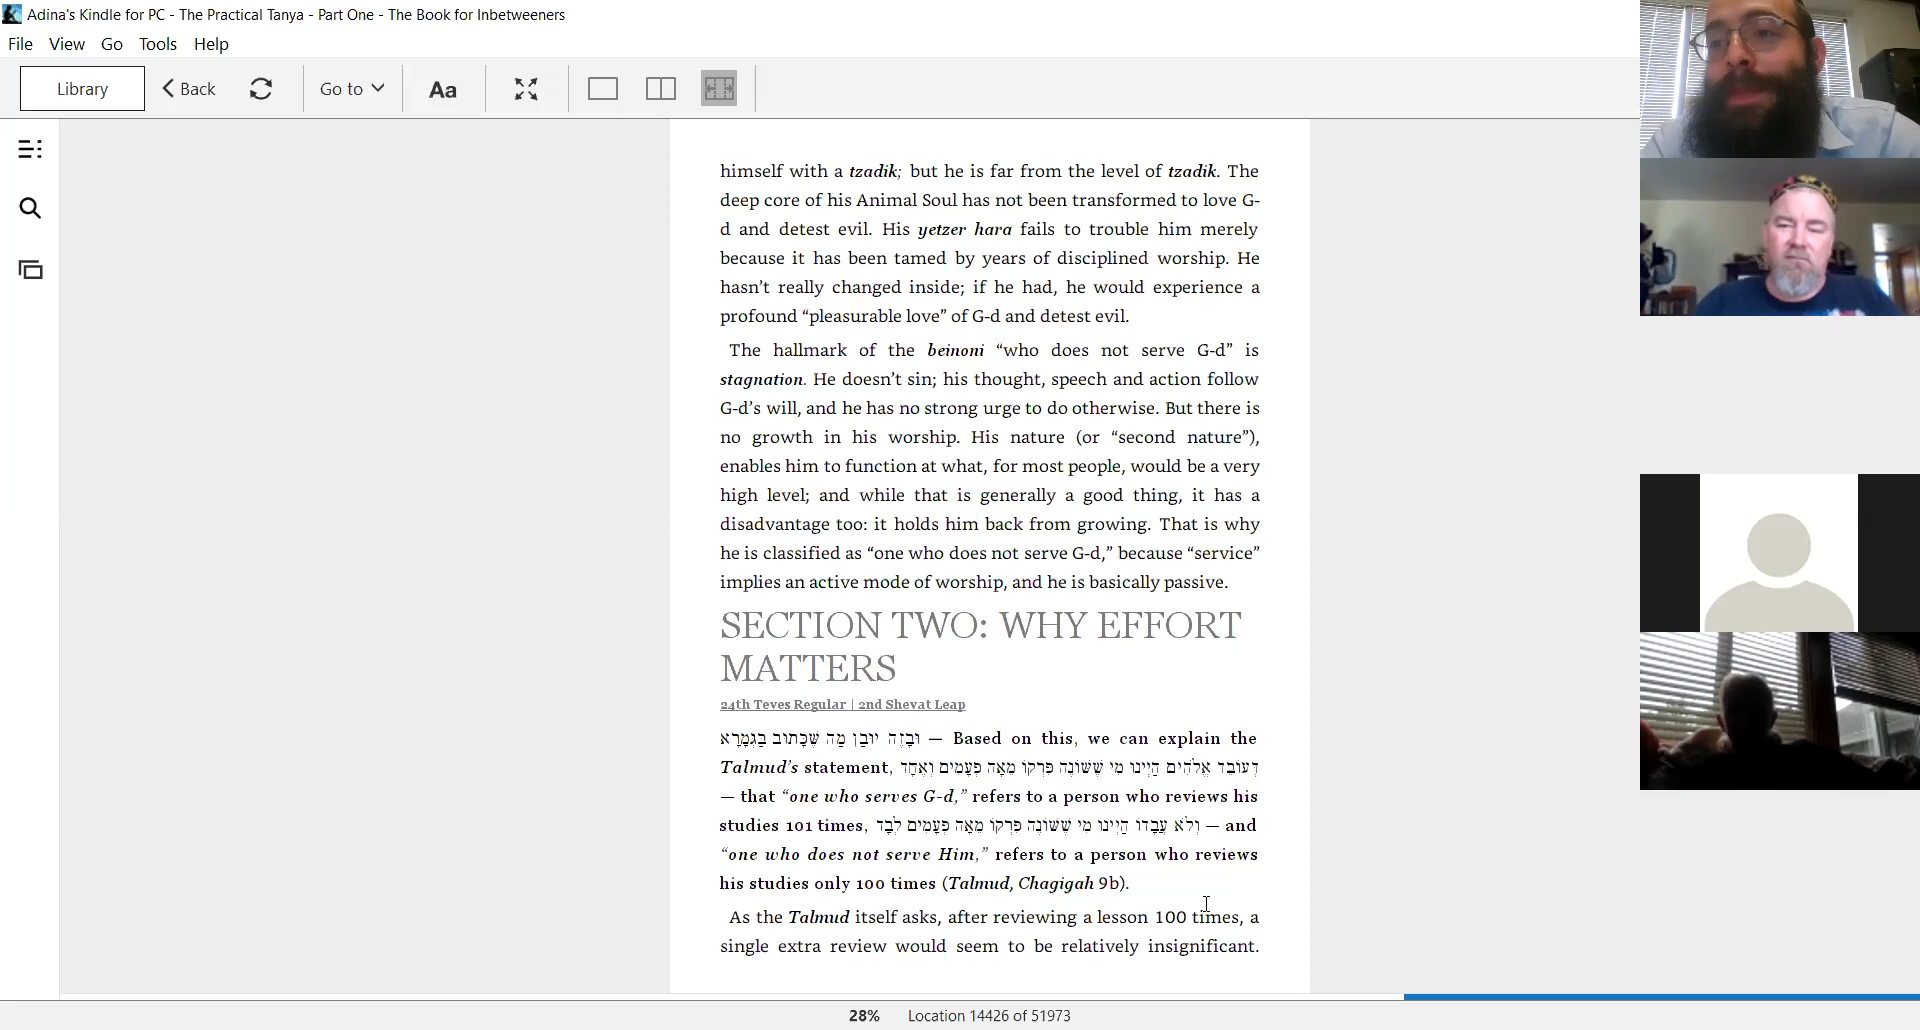 Adina's Kindle for PC - The Practical Tanya - Part One - The Book for Inbetweeners
File View Go Tools Help
Library Back Go to Aa
himself with a tzadik; but he is far from the level of tzadik. The
deep core of his Animal Soul has not been transformed to love G-
d and detest evil. His yetzer hara fails to trouble him merely
because it has been tamed by years of disciplined worship. He
hasn't really changed inside; if he had, he would experience a
profound “pleasurable love” of G-d and detest evil.
The hallmark of the beinoni “who does not serve G-d” is
stagnation. He doesn't sin; his thought, speech and action follow
G-d's will, and he has no strong urge to do otherwise. But there is
no growth in his worship. His nature (or “second nature”),
enables him to function at what, for most people, would be a very
high level; and while that is generally a good thing, it has a
disadvantage too: it holds him back from growing. That is why
he is classified as “one who does not serve G-d,” because “service”
implies an active mode of worship, and he is basically passive.
SECTION TWO: WHY EFFORT
MATTERS
24th Teves Regular | 2nd Shevat Leap
וּבָזֶה יוּבַן מַה שֶּׁכָּתוּב בַּגְּמָרָא — Based on this, we can explain the
Talmud's statement, דְּעוֹבֵד אֱלֹהִים הַיְינוּ מִי שֶׁשּׁוֹנֶה פִּרְקוֹ מֵאָה פְּעָמִים וְאֶחָד
— that “one who serves G-d,” refers to a person who reviews his
studies 101 times, וְלֹא עֲבָדוֹ הַיְינוּ מִי שֶׁשּׁוֹנֶה פִּרְקוֹ מֵאָה פְּעָמִים לְבָד — and
“one who does not serve Him,” refers to a person who reviews
his studies only 100 times (Talmud, Chagigah 9b).
As the Talmud itself asks, after reviewing a lesson 100 times, a
single extra review would seem to be relatively insignificant.
28% Location 14426 of 51973